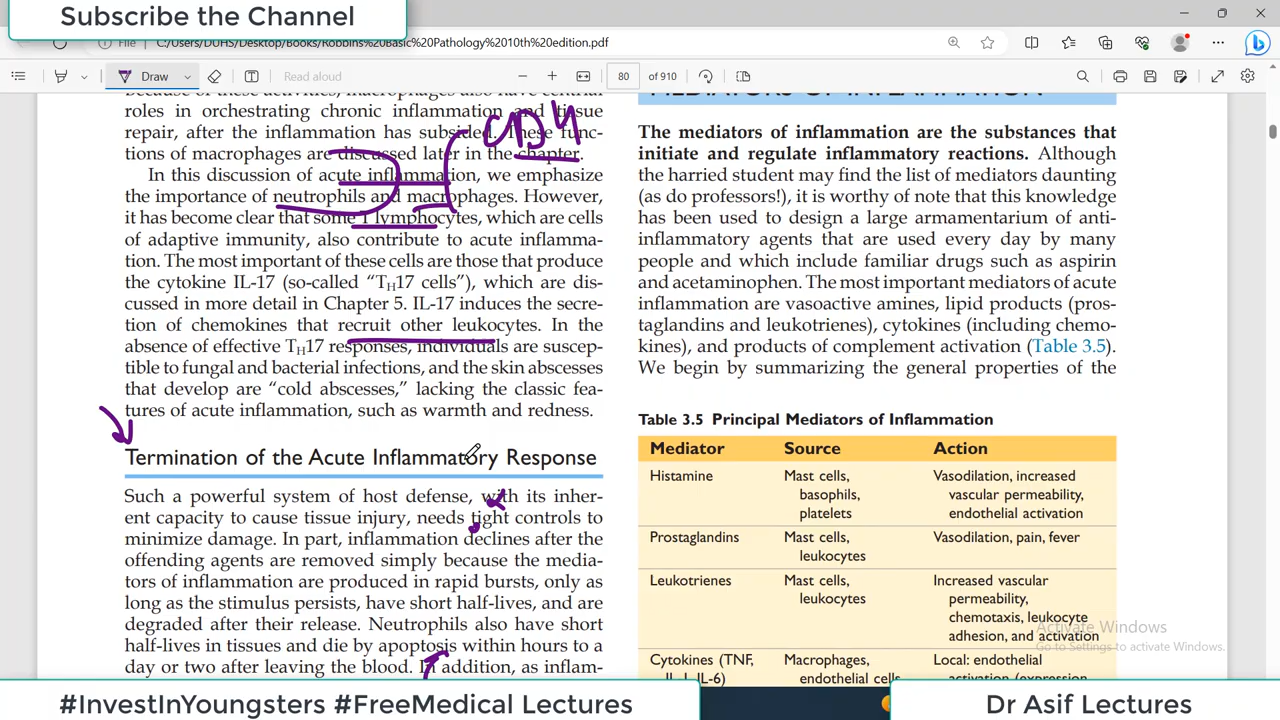 Subscribe the Channel
File
C:/Users/DUHS/Desktop/Books/Robbins%20Basic%20Pathology%2010th%20edition.pdf
Draw
Read aloud
80
of 910
roles in orchestrating chronic inflammation and tissue
repair, after the inflammation has subsided. These func-
tions of macrophages are discussed later in the chapter.
CD4
In this discussion of acute inflammation, we emphasize
the importance of neutrophils and macrophages. However,
it has become clear that some T lymphocytes, which are cells
of adaptive immunity, also contribute to acute inflamma-
tion. The most important of these cells are those that produce
the cytokine IL-17 (so-called “TH17 cells”), which are dis-
cussed in more detail in Chapter 5. IL-17 induces the secre-
tion of chemokines that recruit other leukocytes. In the
absence of effective TH17 responses, individuals are suscep-
tible to fungal and bacterial infections, and the skin abscesses
that develop are “cold abscesses,” lacking the classic fea-
tures of acute inflammation, such as warmth and redness.
Termination of the Acute Inflammatory Response
Such a powerful system of host defense, with its inher-
ent capacity to cause tissue injury, needs tight controls to
minimize damage. In part, inflammation declines after the
offending agents are removed simply because the media-
tors of inflammation are produced in rapid bursts, only as
long as the stimulus persists, have short half-lives, and are
degraded after their release. Neutrophils also have short
half-lives in tissues and die by apoptosis within hours to a
day or two after leaving the blood. In addition, as inflam-
The mediators of inflammation are the substances that
initiate and regulate inflammatory reactions. Although
the harried student may find the list of mediators daunting
(as do professors!), it is worthy of note that this knowledge
has been used to design a large armamentarium of anti-
inflammatory agents that are used every day by many
people and which include familiar drugs such as aspirin
and acetaminophen. The most important mediators of acute
inflammation are vasoactive amines, lipid products (pros-
taglandins and leukotrienes), cytokines (including chemo-
kines), and products of complement activation (Table 3.5).
We begin by summarizing the general properties of the
Table 3.5 Principal Mediators of Inflammation
Mediator Source Action
Histamine Mast cells, Vasodilation, increased
basophils, vascular permeability,
platelets endothelial activation
Prostaglandins Mast cells, Vasodilation, pain, fever
leukocytes
Leukotrienes Mast cells, Increased vascular
leukocytes permeability,
chemotaxis, leukocyte
adhesion, and activation
Cytokines (TNF, Macrophages, Local: endothelial
IL-6) endothelial cells activation (expression
Activate Windows
Go to Settings to activate Windows.
#InvestInYoungsters #FreeMedical Lectures
Dr Asif Lectures